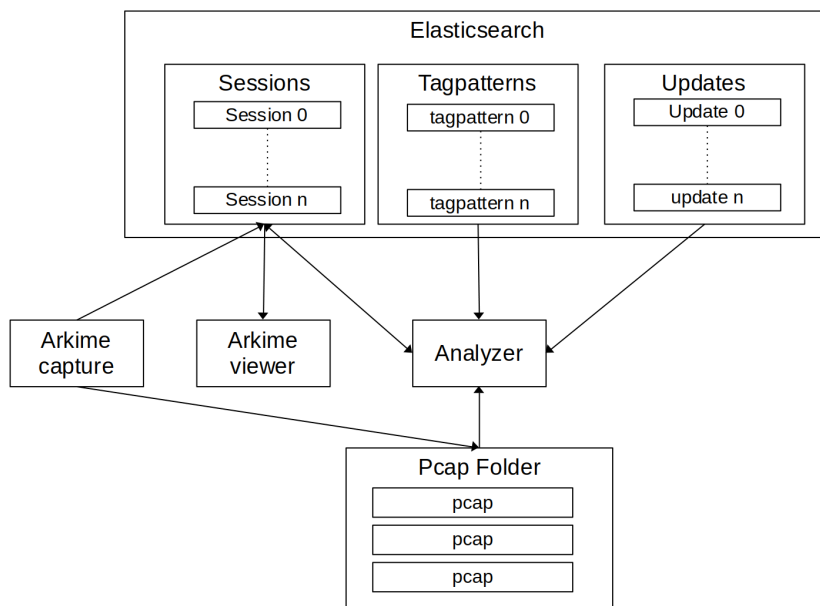 Elasticsearch
Sessions
Session 0
Session n
Tagpatterns
tagpattern 0
tagpattern n
Updates
Update 0
update n
Arkime
capture
Arkime
viewer
Analyzer
Pcap Folder
pcap
pcap
pcap